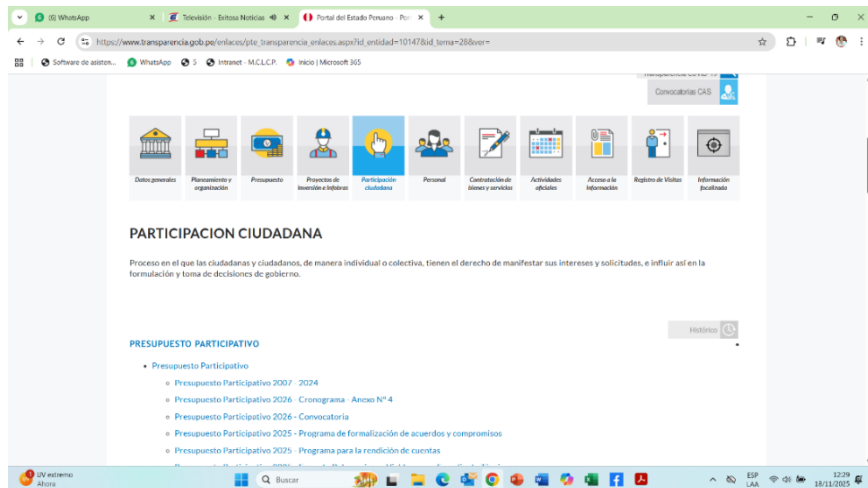 (6) WhatsApp
Televisión - Exitosa Noticias
Portal del Estado Peruano - Por
https://www.transparencia.gob.pe/enlaces/pte_transparencia_enlaces.aspx?id_entidad=10147&id_tema=28&ver=
Software de asisten...
WhatsApp
5
Intranet - M.C.L.C.P.
Inicio | Microsoft 365
Convocatorias CAS
Datos generales
Planeamiento y organización
Presupuesto
Proyectos de inversión e Infobras
Participación ciudadana
Personal
Contratación de bienes y servicios
Actividades oficiales
Acceso a la Información
Registro de Visitas
Información focalizada
PARTICIPACION CIUDADANA
Proceso en el que las ciudadanas y ciudadanos, de manera individual o colectiva, tienen el derecho de manifestar sus intereses y solicitudes, e influir así en la
formulación y toma de decisiones de gobierno.
Histórico
PRESUPUESTO PARTICIPATIVO
Presupuesto Participativo
Presupuesto Participativo 2007 - 2024
Presupuesto Participativo 2026 - Cronograma - Anexo N° 4
Presupuesto Participativo 2026 - Convocatoria
Presupuesto Participativo 2025 - Programa de formalización de acuerdos y compromisos
Presupuesto Participativo 2025 - Programa para la rendición de cuentas
UV extremo
Ahora
Buscar
ESP
LAA
12:29
18/11/2025